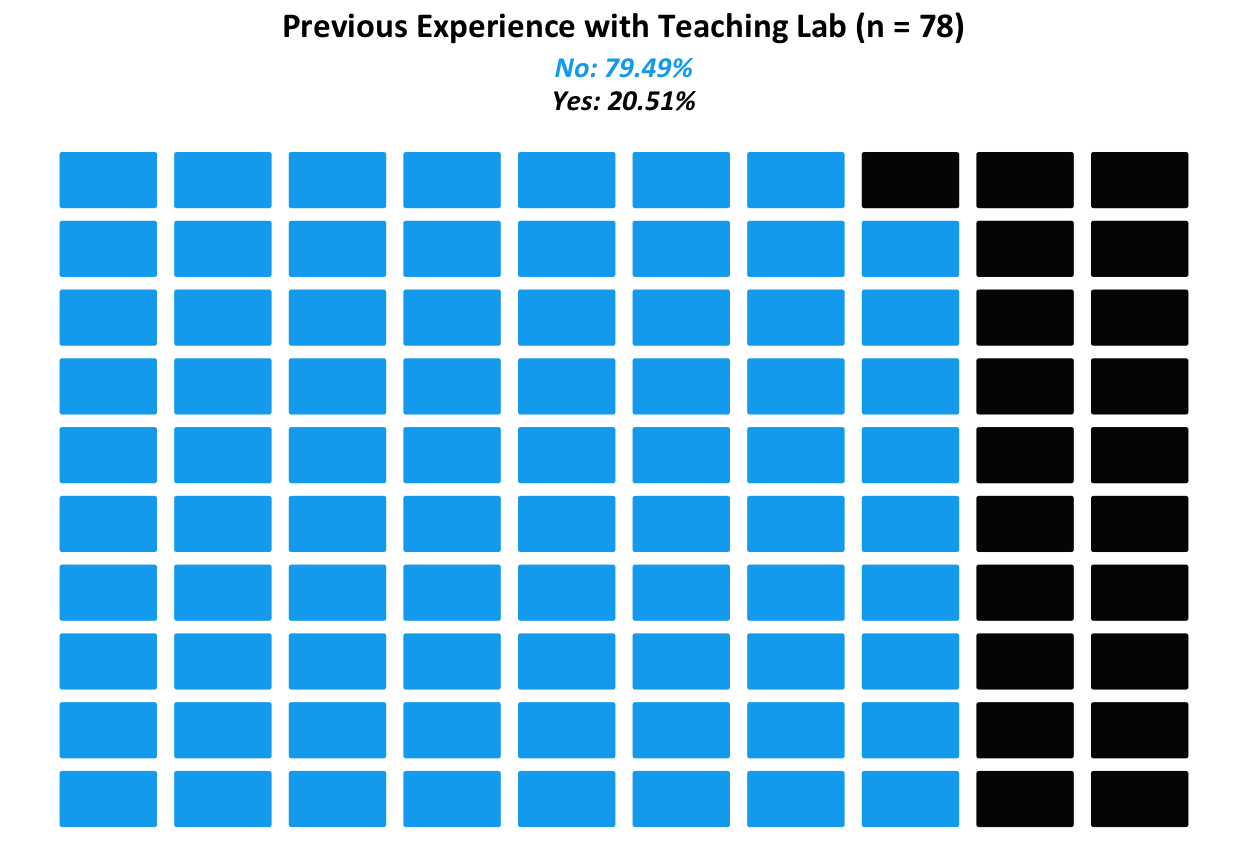 Previous Experience with Teaching Lab (n = 78)
No: 79.49%
Yes: 20.51%